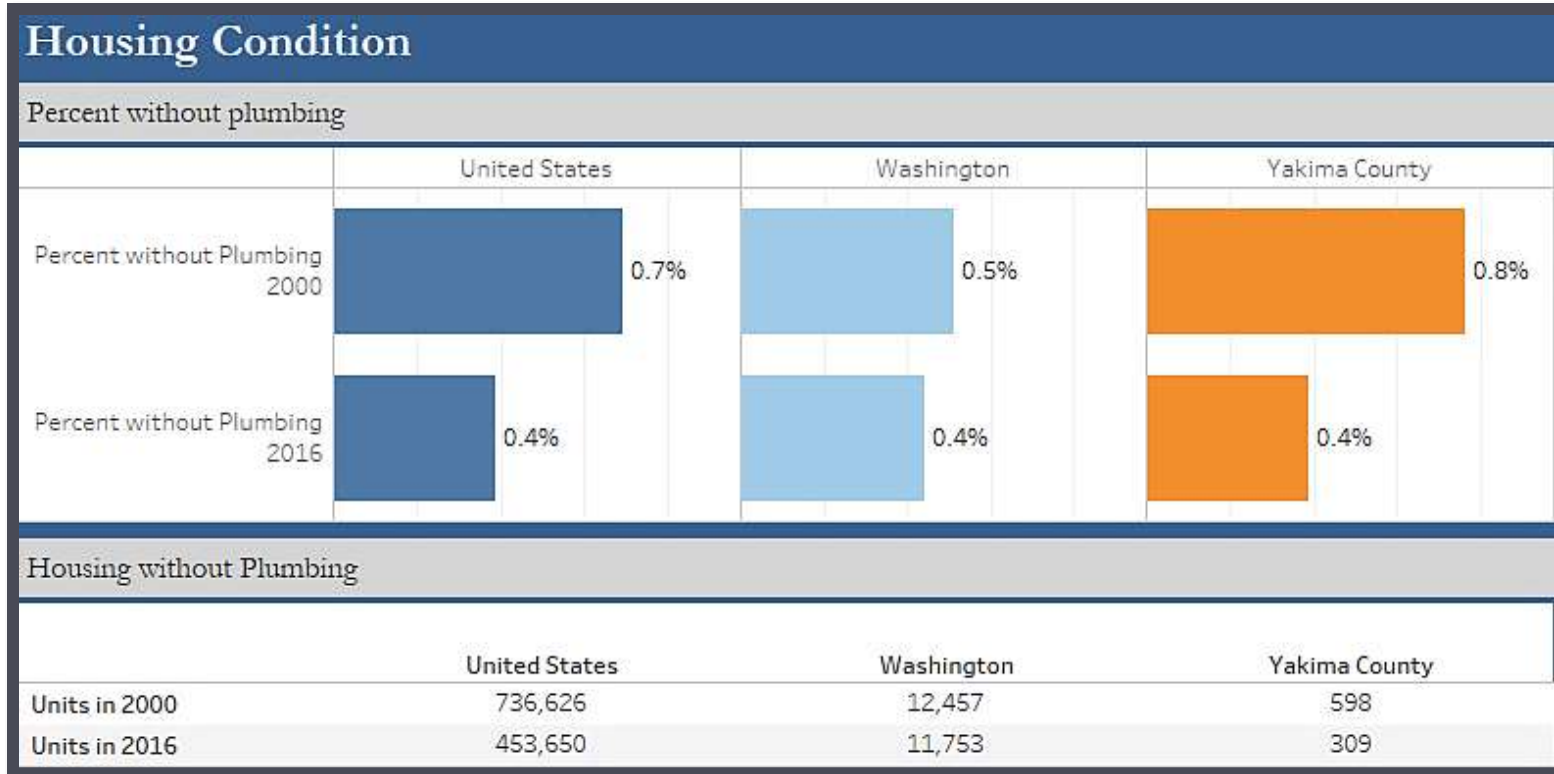 Housing Condition
Percent without plumbing
United States Washington Yakima County
Percent without Plumbing
2000
0.7% 0.5% 0.8%
Percent without Plumbing
2016
0.4% 0.4% 0.4%
Housing without Plumbing
United States Washington Yakima County
Units in 2000 736,626 12,457 598
Units in 2016 453,650 11,753 309